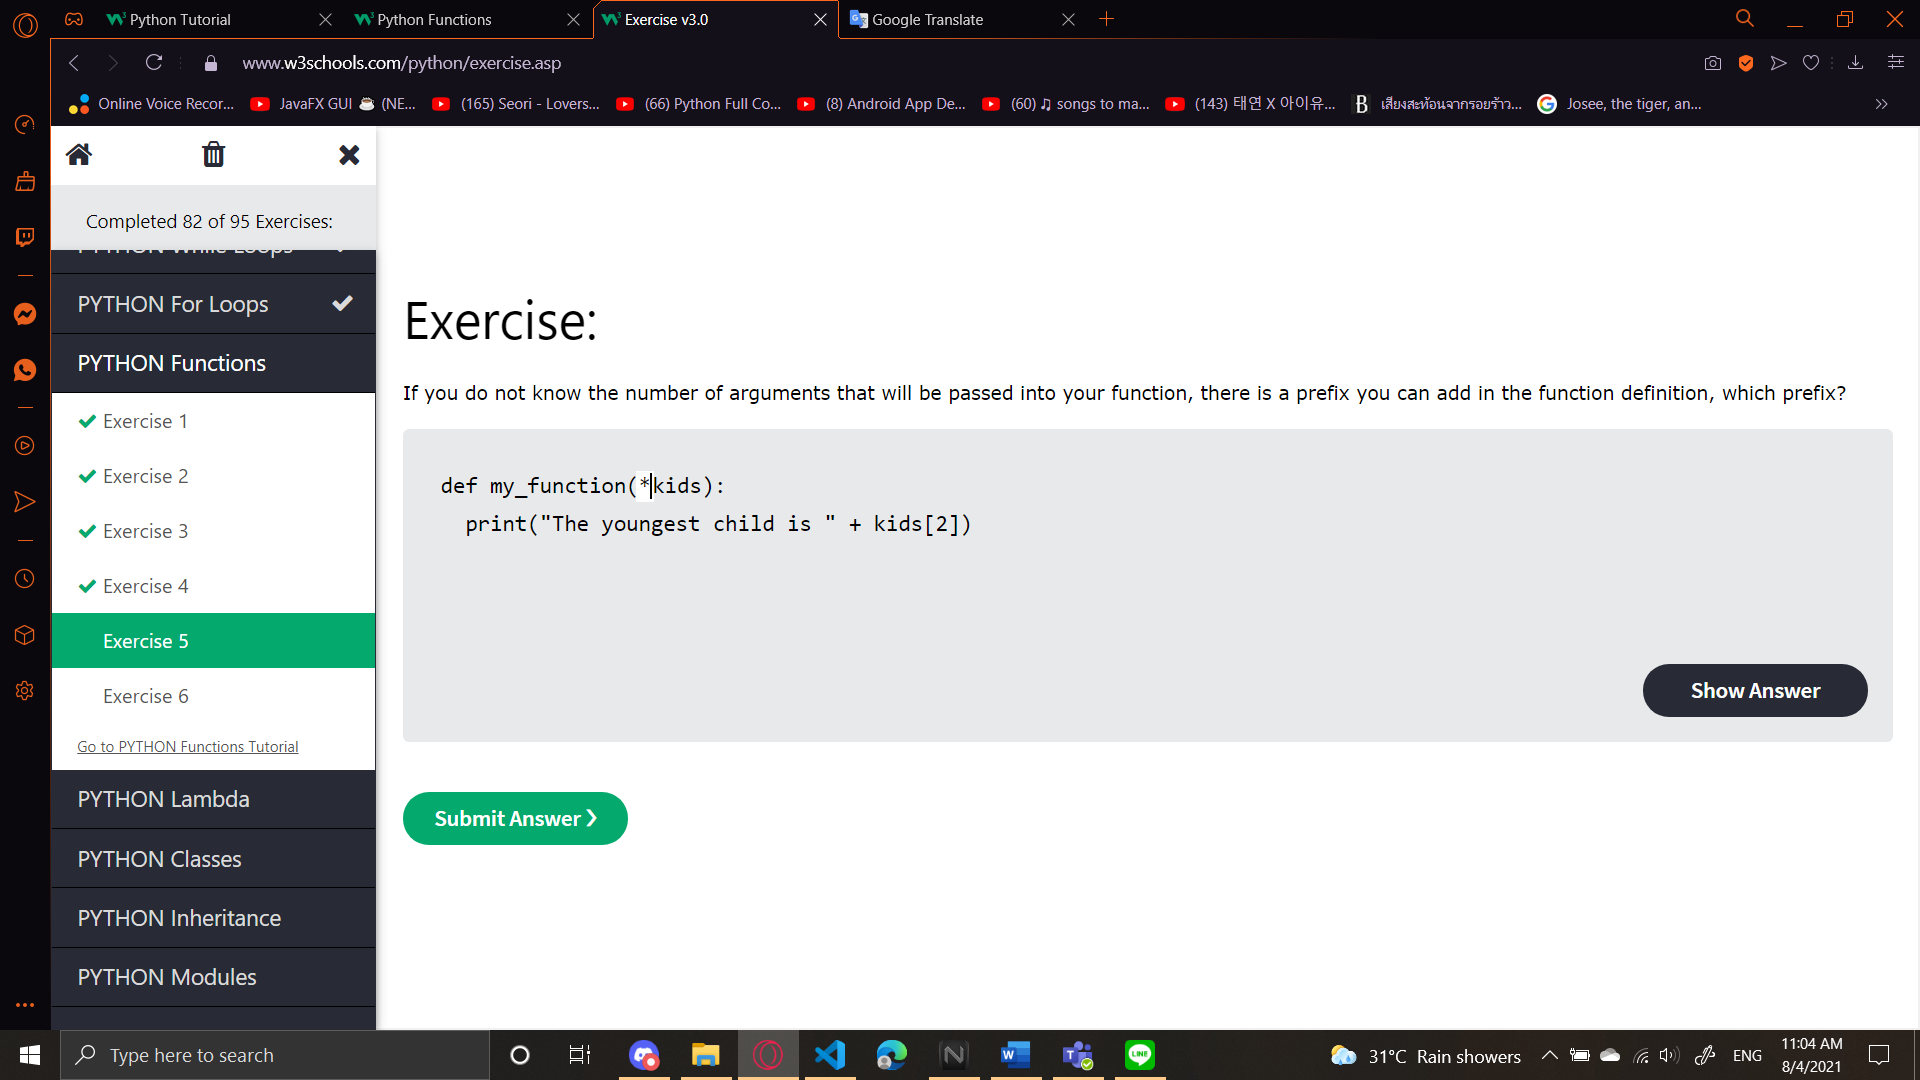 Python Tutorial
Python Functions
Exercise v3.0
Google Translate
www.w3schools.com/python/exercise.asp
Online Voice Recor...
JavaFX GUI ☕ (NE...
(165) Seori - Lovers...
(66) Python Full Co...
(8) Android App De...
(60) ♫ songs to ma...
(143) 태연 X 아이유...
เสียงสะท้อนจากรอยร้าว...
Josee, the tiger, an...
Completed 82 of 95 Exercises:
PYTHON While Loops
PYTHON For Loops
PYTHON Functions
Exercise 1
Exercise 2
Exercise 3
Exercise 4
Exercise 5
Exercise 6
Go to PYTHON Functions Tutorial
PYTHON Lambda
PYTHON Classes
PYTHON Inheritance
PYTHON Modules
Exercise:
If you do not know the number of arguments that will be passed into your function, there is a prefix you can add in the function definition, which prefix?
def my_function(*kids):
print("The youngest child is " + kids[2])
Show Answer
Submit Answer ❯
Type here to search
31°C Rain showers
ENG
11:04 AM
8/4/2021